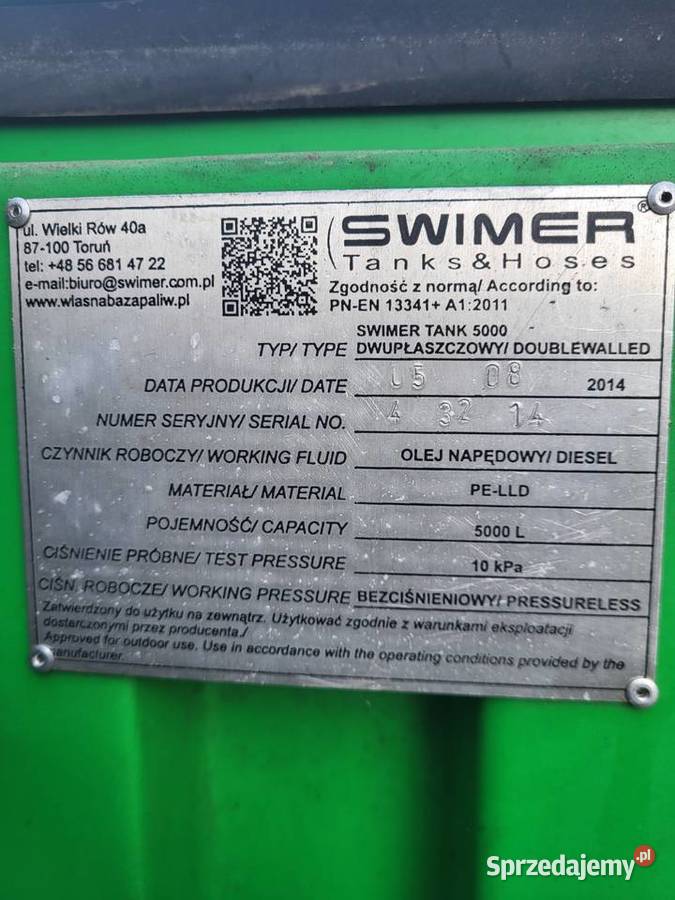 ul. Wielki Rów 40a
87-100 Toruń
tel: +48 56 681 47 22
e-mail:biuro@swimer.com.pl
www.wlasnabazapaliw.pl
SWIMER®
Tanks & Hoses
Zgodność z normą/ According to:
PN-EN 13341+ A1:2011
TYP/ TYPE SWIMER TANK 5000 -
DWUPŁASZCZOWY/ DOUBLEWALLED
DATA PRODUKCJI/ DATE 05 08 2014
NUMER SERYJNY/ SERIAL NO. 4 32 14
CZYNNIK ROBOCZY/ WORKING FLUID OLEJ NAPĘDOWY/ DIESEL
MATERIAŁ/ MATERIAL PE-LLD
POJEMNOŚĆ/ CAPACITY 5000 L
CIŚNIENIE PRÓBNE/ TEST PRESSURE 10 kPa
CIŚN. ROBOCZE/ WORKING PRESSURE BEZCIŚNIENIOWY/ PRESSURELESS
Zatwierdzony do użytku na zewnątrz. Użytkować zgodnie z warunkami eksploatacji
dostarczonymi przez producenta./
Approved for outdoor use. Use in accordance with the operating conditions provided by the
manufacturer.
Sprzedajemy.pl